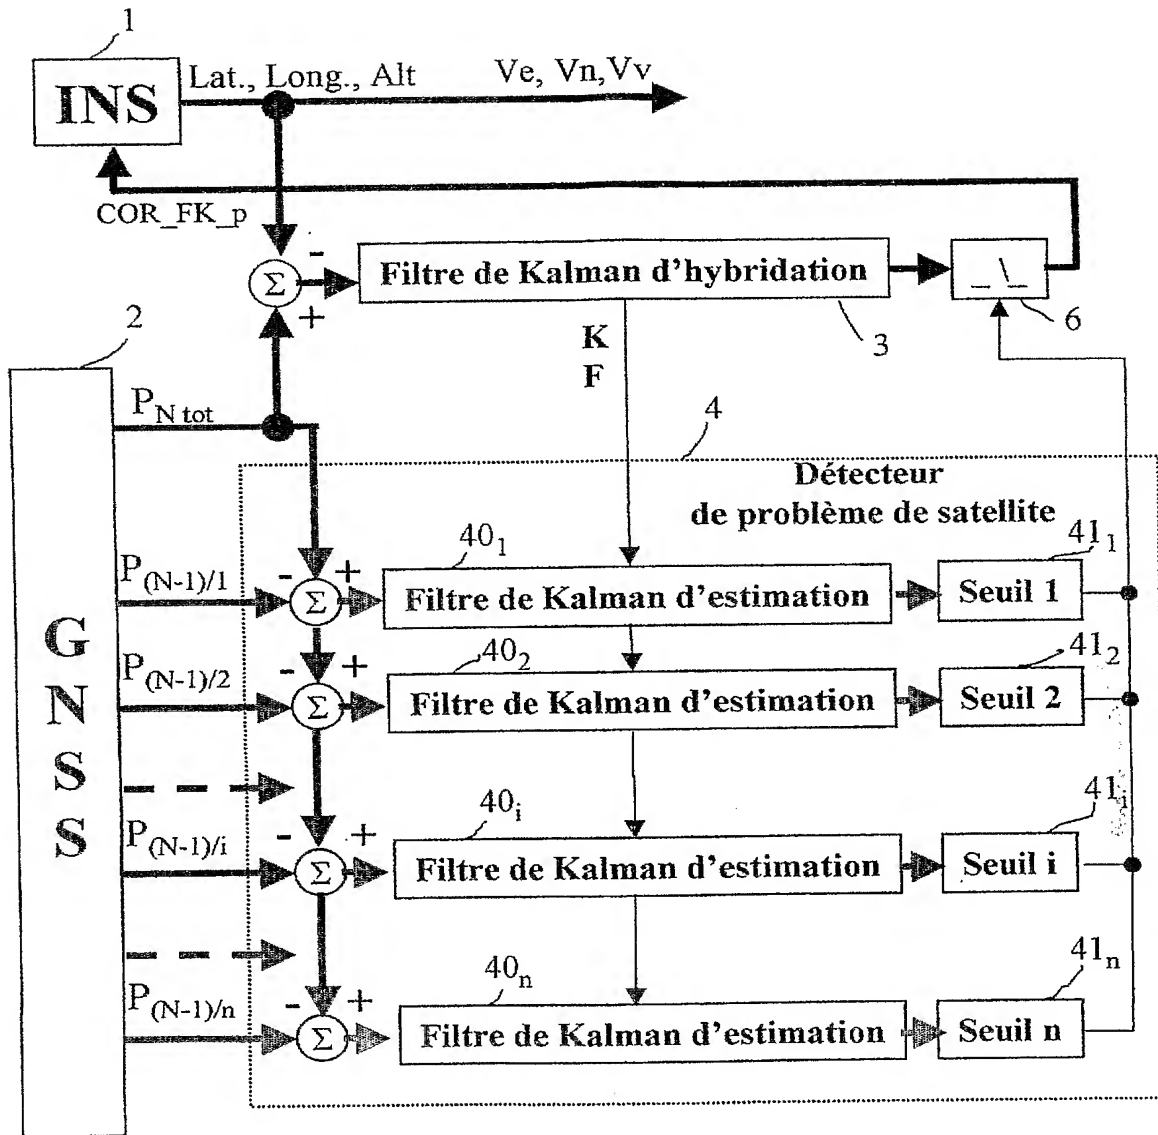 1
INS
Lat., Long., Alt
Ve, Vn,Vv
COR_FK_p
-
Σ
+
Filtre de Kalman d'hybridation
_ \ _
3
6
2
K
F
P_{N tot}
4
Détecteur
de problème de satellite
G
N
S
S
P_{(N-1)/1}
- +
Σ
40_1
Filtre de Kalman d'estimation
41_1
Seuil 1
P_{(N-1)/2}
- +
Σ
40_2
Filtre de Kalman d'estimation
41_2
Seuil 2
P_{(N-1)/i}
- +
Σ
40_i
Filtre de Kalman d'estimation
41_i
Seuil i
P_{(N-1)/n}
- +
Σ
40_n
Filtre de Kalman d'estimation
41_n
Seuil n